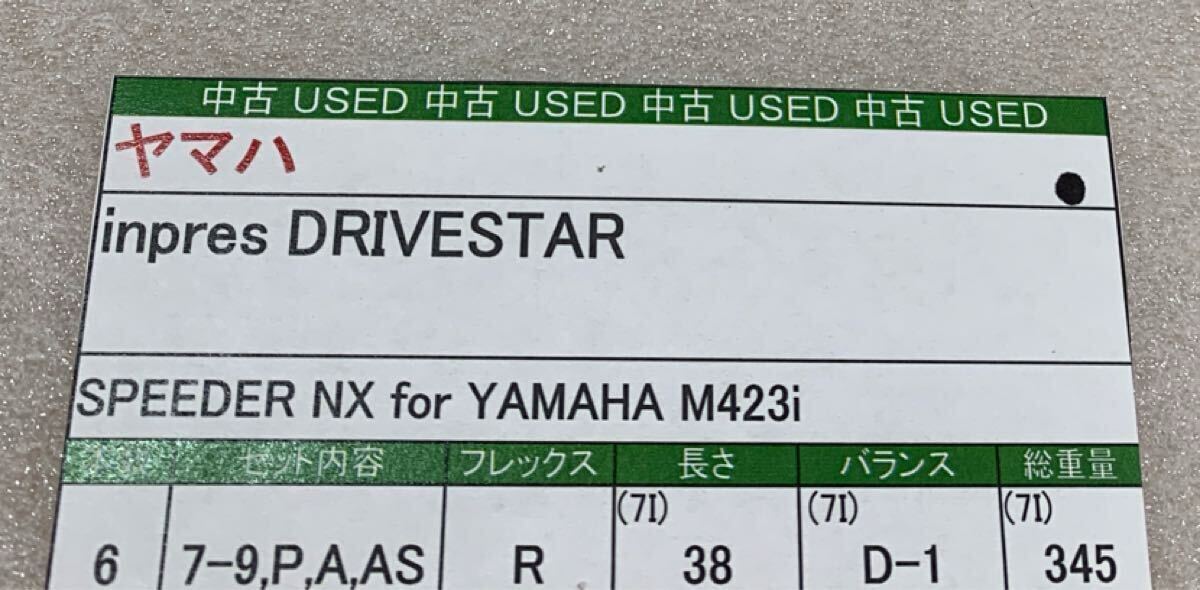 中古 USED 中古 USED 中古 USED 中古 USED
ヤマハ
inpres DRIVESTAR
SPEEDER NX for YAMAHA M423i
セット内容 フレックス 長さ バランス 総重量
(7I) (7I) (7I)
6 7-9,P,A,AS R 38 D-1 345